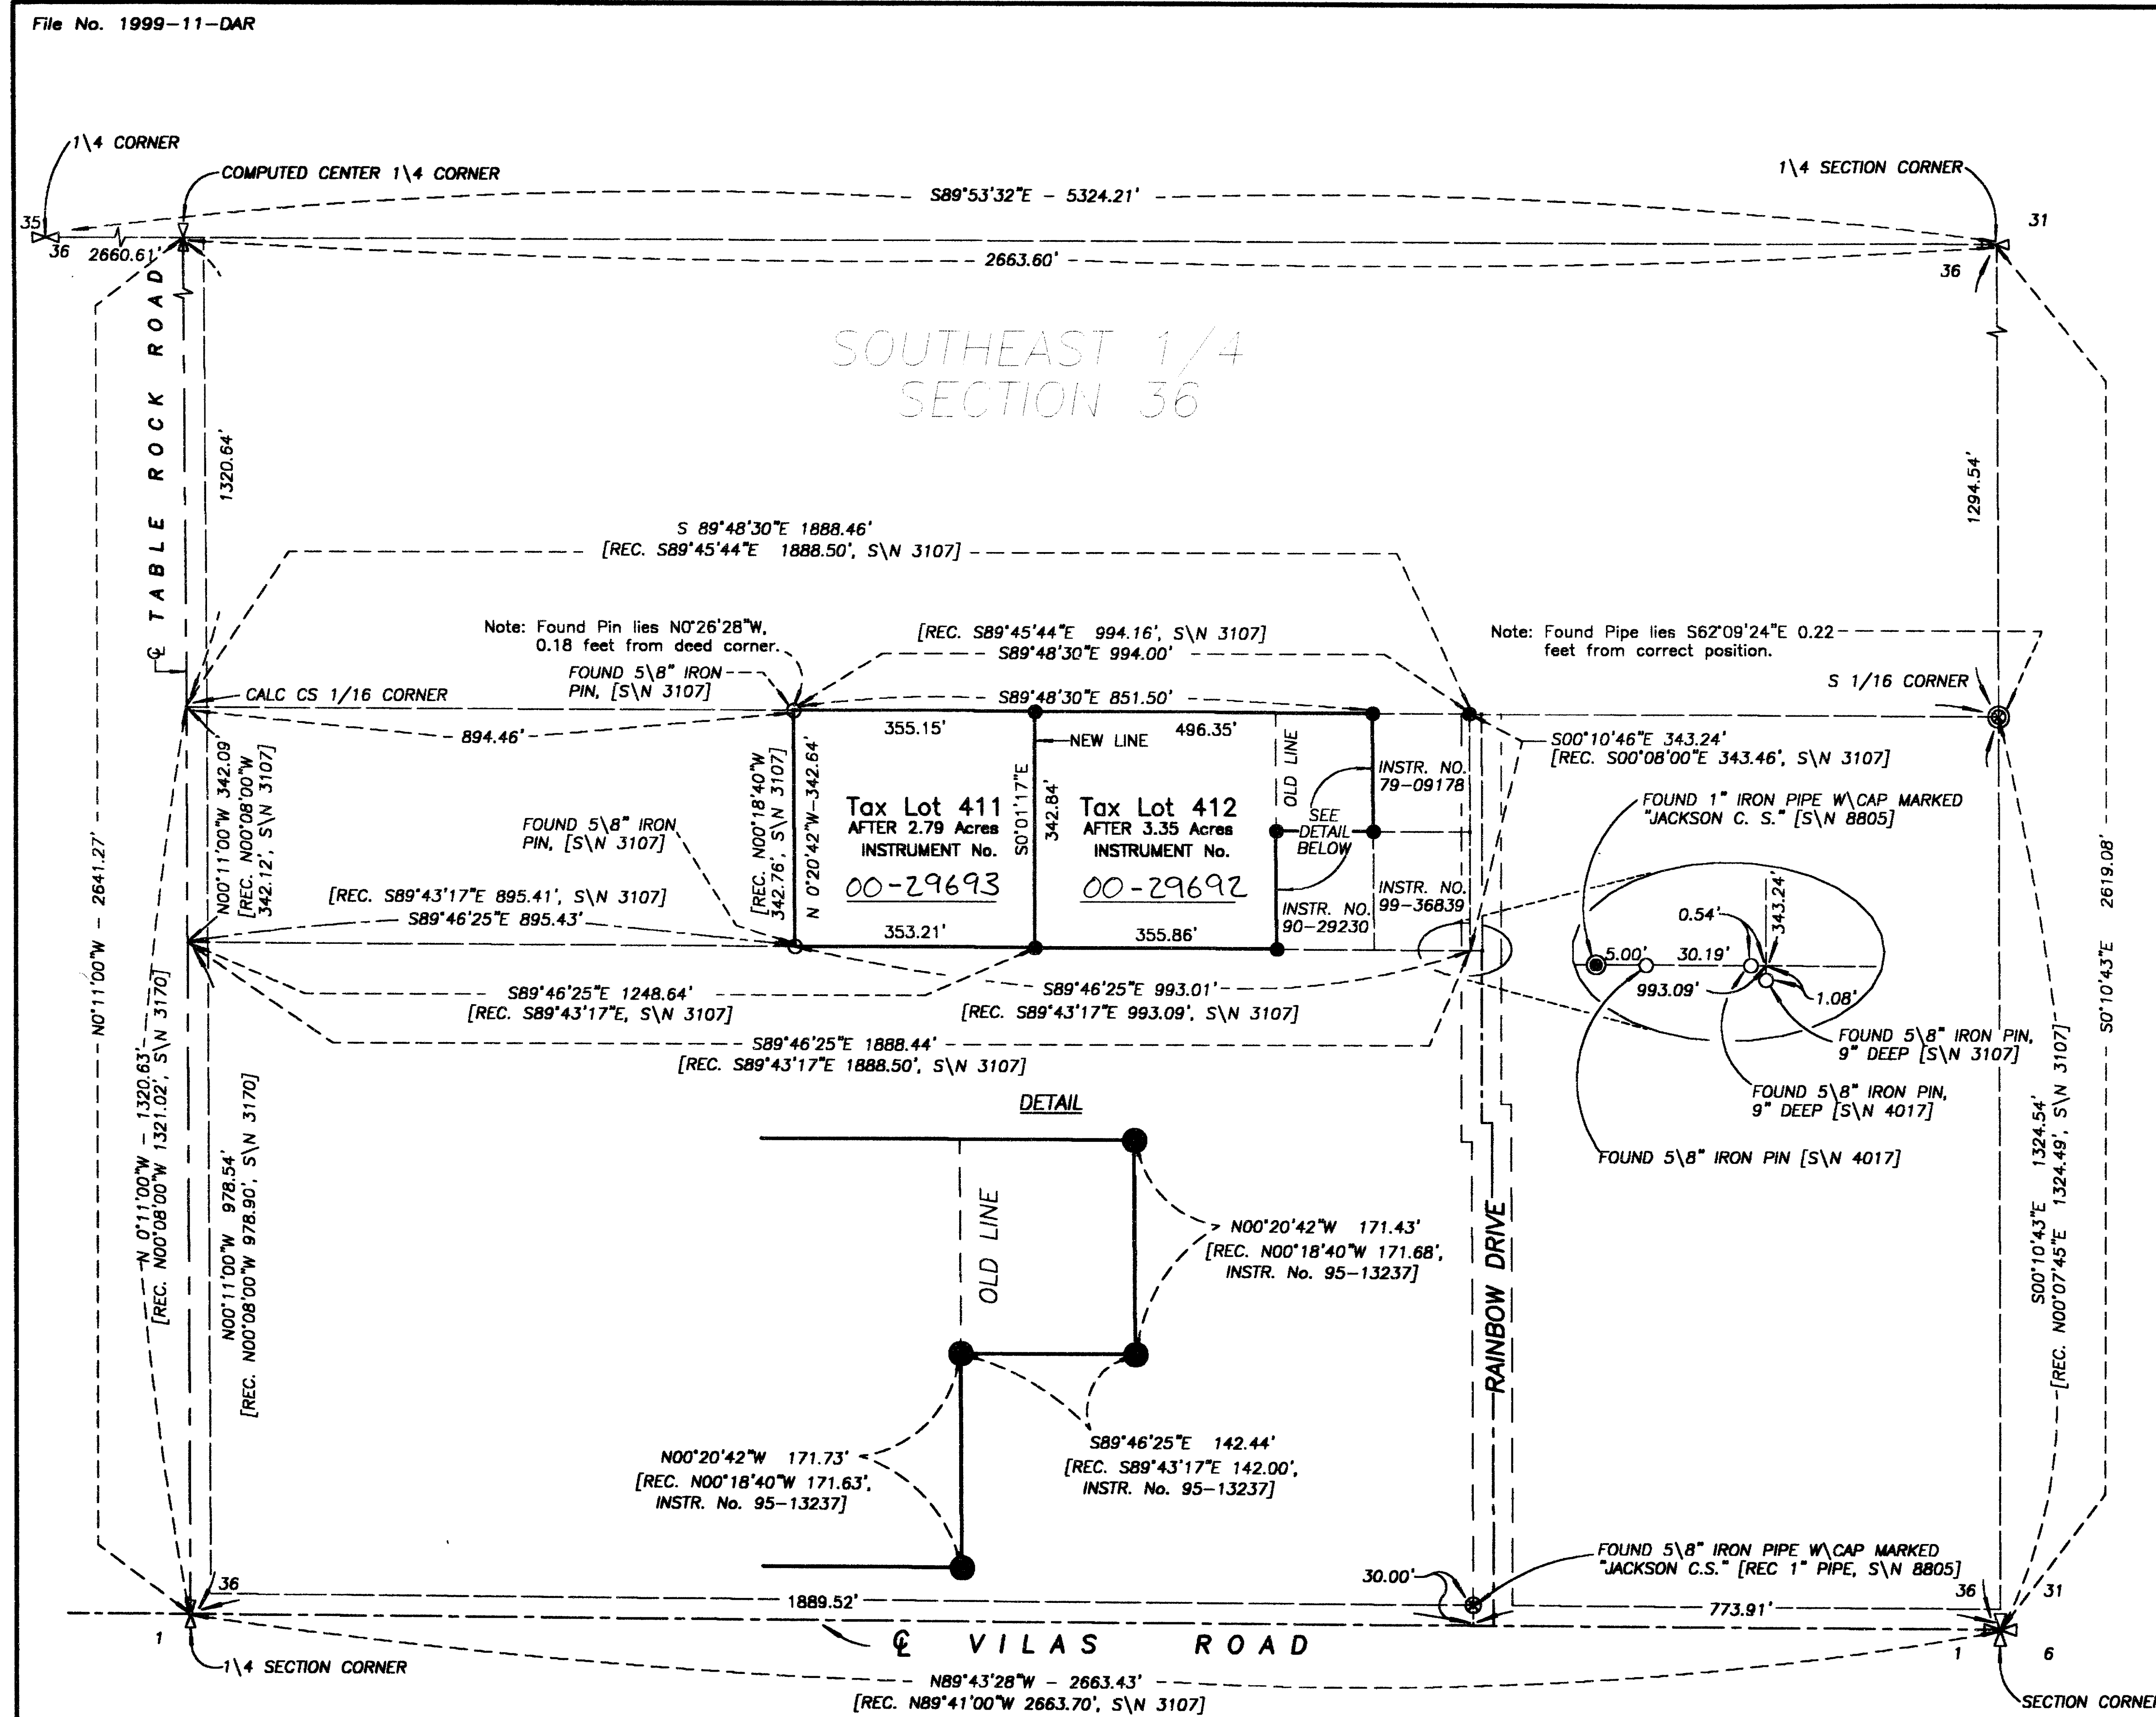 File No. 1999-11-DAR
1\4 CORNER
COMPUTED CENTER 1\4 CORNER
1\4 SECTION CORNER
S89°53'32"E - 5324.21'
35
36
2660.61'
2663.60'
31
36
TABLE ROCK ROAD
1320.64'
SOUTHEAST 1/4
SECTION 36
1294.54'
S 89°48'30"E 1888.46'
[REC. S89°45'44"E 1888.50', S\N 3107]
Note: Found Pin lies N0°26'28"W,
0.18 feet from deed corner.
FOUND 5\8" IRON
PIN, [S\N 3107]
[REC. S89°45'44"E 994.16', S\N 3107]
S89°48'30"E 994.00'
S89°48'30"E 851.50'
Note: Found Pipe lies S62°09'24"E 0.22
feet from correct position.
S 1/16 CORNER
CALC CS 1/16 CORNER
894.46'
355.15'
NEW LINE
496.35'
OLD LINE
S00°10'46"E 343.24'
[REC. S00°08'00"E 343.46', S\N 3107]
N00°11'00"W 342.09
[REC. N00°08'00"W
342.12', S\N 3107]
[REC. N00°18'40"W
342.76', S\N 3107]
N 0°20'42"W-342.64'
Tax Lot 411
AFTER 2.79 Acres
INSTRUMENT No.
00-29693
S0°01'17"E
342.84'
Tax Lot 412
AFTER 3.35 Acres
INSTRUMENT No.
00-29692
SEE
DETAIL
BELOW
INSTR. NO.
79-09178
INSTR. NO.
99-36839
INSTR. NO.
90-29230
FOUND 5\8" IRON
PIN, [S\N 3107]
[REC. S89°43'17"E 895.41', S\N 3107]
S89°46'25"E 895.43'
353.21'
355.86'
FOUND 1" IRON PIPE W\CAP MARKED
"JACKSON C. S." [S\N 8805]
0.54'
343.24'
5.00'
30.19'
993.09'
1.08'
FOUND 5\8" IRON PIN,
9" DEEP [S\N 3107]
FOUND 5\8" IRON PIN,
9" DEEP [S\N 4017]
FOUND 5\8" IRON PIN [S\N 4017]
S89°46'25"E 1248.64'
[REC. S89°43'17"E, S\N 3107]
S89°46'25"E 993.01'
[REC. S89°43'17"E 993.09', S\N 3107]
S89°46'25"E 1888.44'
[REC. S89°43'17"E 1888.50', S\N 3107]
N0°11'00"W - 2641.27'
N 0°11'00"W - 1320.63'
[REC. N00°08'00"W 1321.02', S\N 3170]
N00°11'00"W 978.54'
[REC. N00°08'00"W 978.90', S\N 3170]
S0°10'43"E 2619.08'
S00°10'43"E 1324.54'
[REC. N00°07'45"E 1324.49', S\N 3107]
DETAIL
OLD LINE
N00°20'42"W 171.43'
[REC. N00°18'40"W 171.68',
INSTR. No. 95-13237]
S89°46'25"E 142.44'
[REC. S89°43'17"E 142.00',
INSTR. No. 95-13237]
N00°20'42"W 171.73'
[REC. N00°18'40"W 171.63',
INSTR. No. 95-13237]
RAINBOW DRIVE
FOUND 5\8" IRON PIPE W\CAP MARKED
"JACKSON C.S." [REC 1" PIPE, S\N 8805]
30.00'
36
1889.52'
773.91'
36
31
1
VILAS ROAD
1
6
1\4 SECTION CORNER
N89°43'28"W - 2663.43'
[REC. N89°41'00"W 2663.70', S\N 3107]
SECTION CORNER